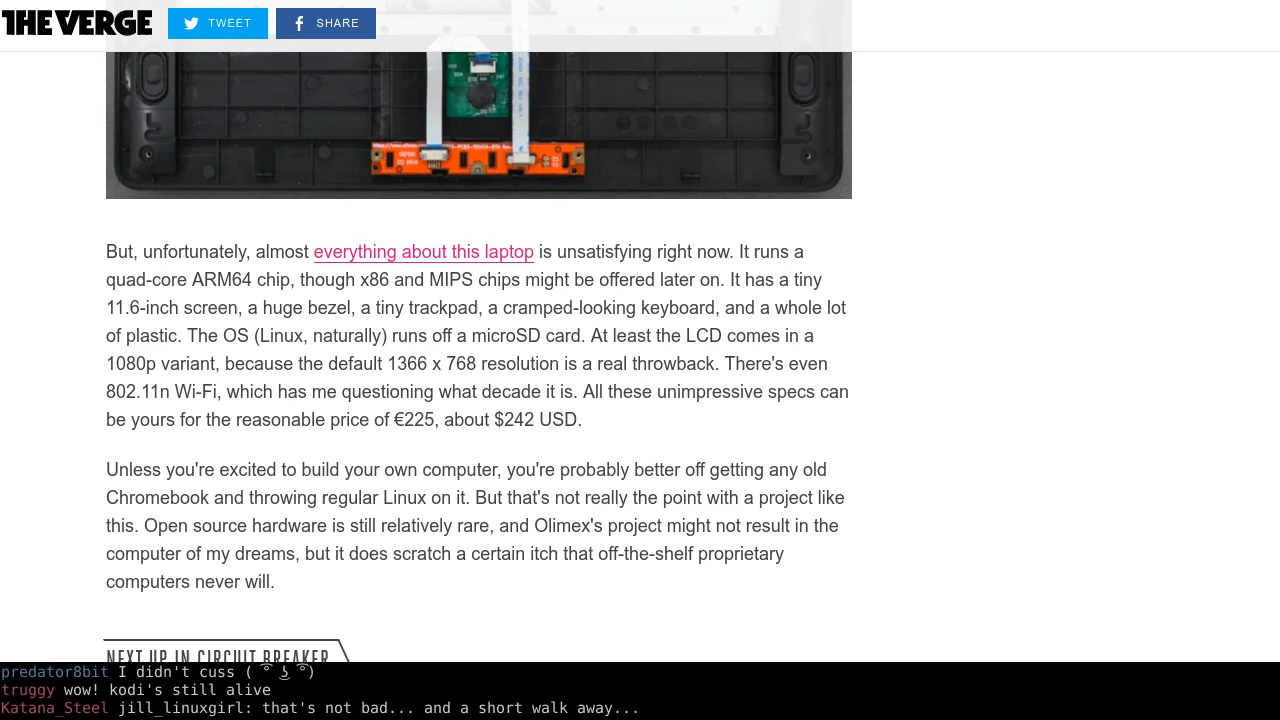 THE VERGE
TWEET
SHARE
But, unfortunately, almost everything about this laptop is unsatisfying right now. It runs a
quad-core ARM64 chip, though x86 and MIPS chips might be offered later on. It has a tiny
11.6-inch screen, a huge bezel, a tiny trackpad, a cramped-looking keyboard, and a whole lot
of plastic. The OS (Linux, naturally) runs off a microSD card. At least the LCD comes in a
1080p variant, because the default 1366 x 768 resolution is a real throwback. There's even
802.11n Wi-Fi, which has me questioning what decade it is. All these unimpressive specs can
be yours for the reasonable price of €225, about $242 USD.
Unless you're excited to build your own computer, you're probably better off getting any old
Chromebook and throwing regular Linux on it. But that's not really the point with a project like
this. Open source hardware is still relatively rare, and Olimex's project might not result in the
computer of my dreams, but it does scratch a certain itch that off-the-shelf proprietary
computers never will.
NEXT UP IN CIRCUIT BREAKER
predator8bit I didn't cuss ( ͡° ͜ʖ ͡°)
truggy wow! kodi's still alive
Katana_Steel jill_linuxgirl: that's not bad... and a short walk away...